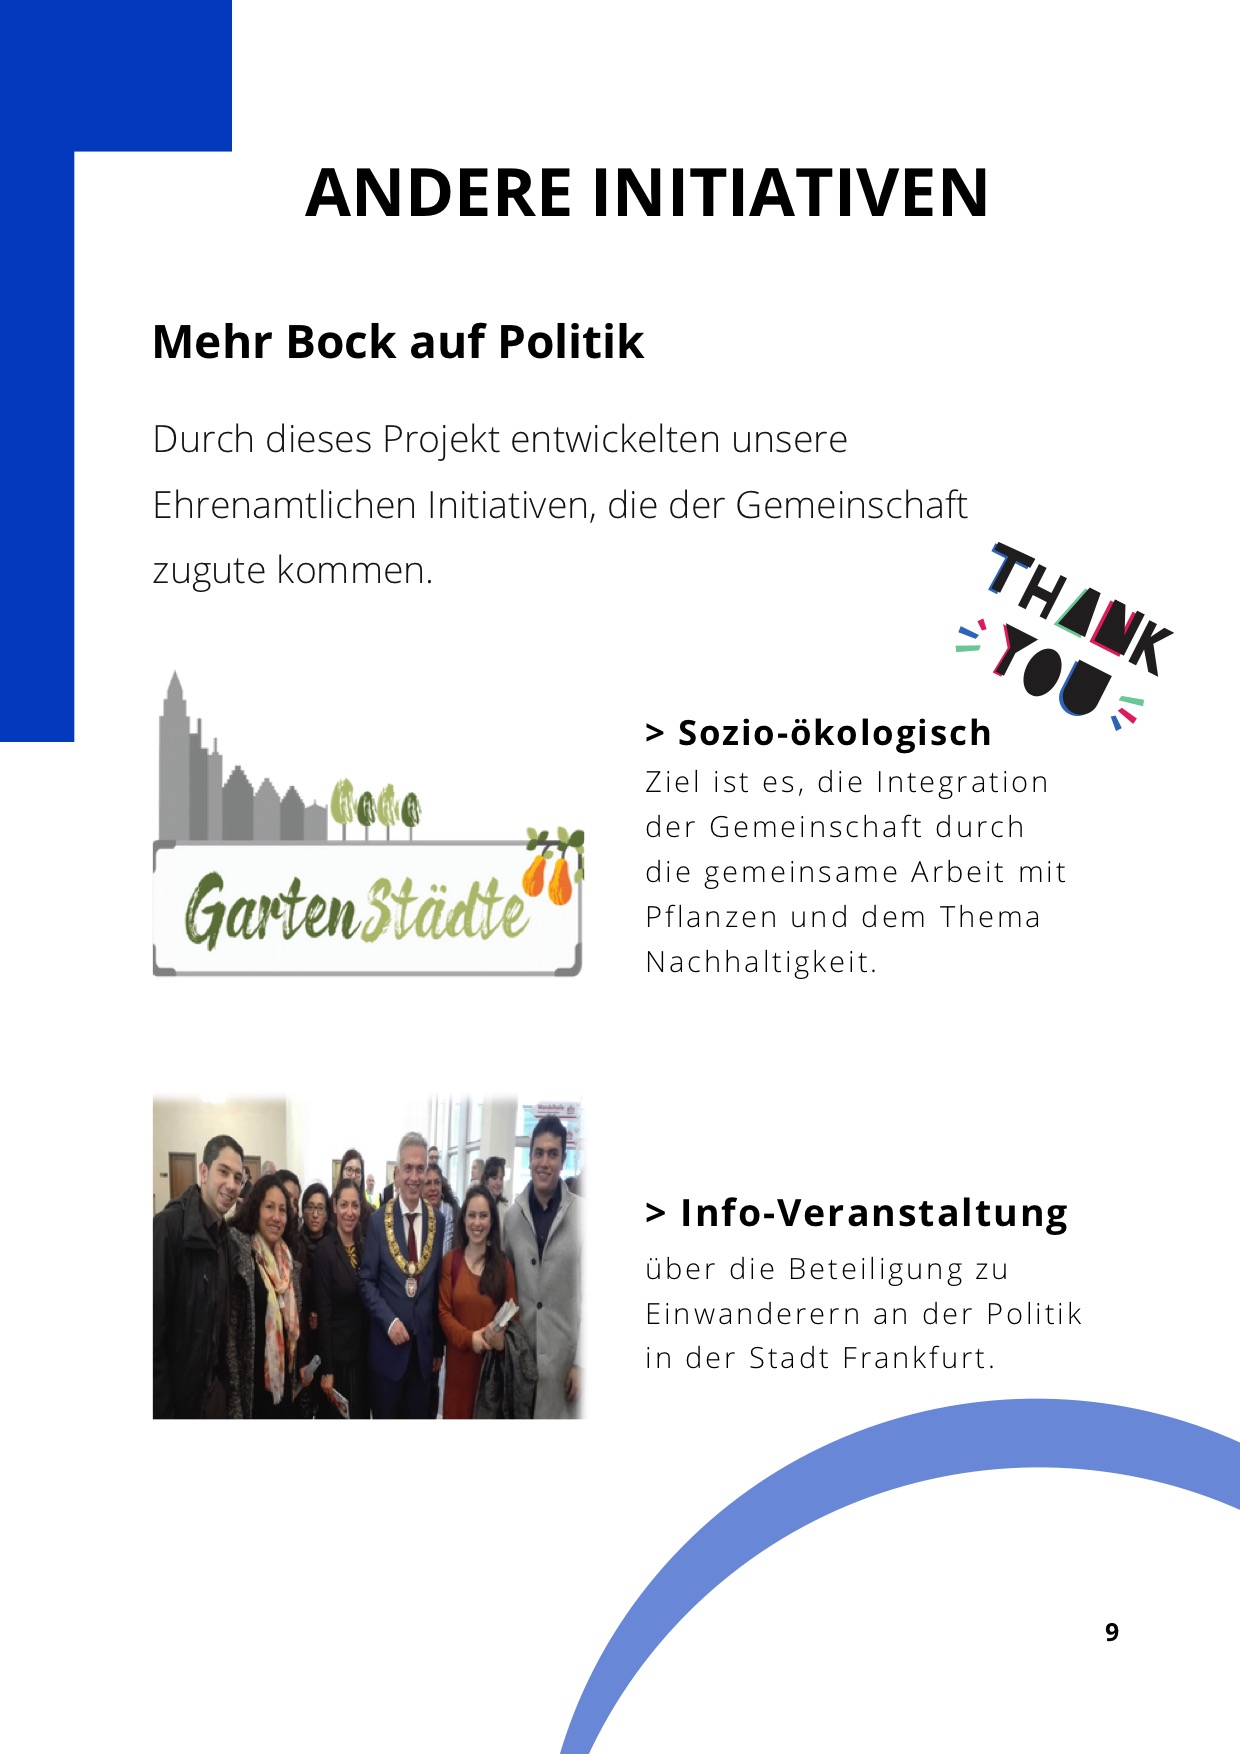 ANDERE INITIATIVEN
Mehr Bock auf Politik
Durch dieses Projekt entwickelten unsere
Ehrenamtlichen Initiativen, die der Gemeinschaft
zugute kommen.
THANK
YOU
GartenStädte
> Sozio-ökologisch
Ziel ist es, die Integration
der Gemeinschaft durch
die gemeinsame Arbeit mit
Pflanzen und dem Thema
Nachhaltigkeit.
> Info-Veranstaltung
über die Beteiligung zu
Einwanderern an der Politik
in der Stadt Frankfurt.
9